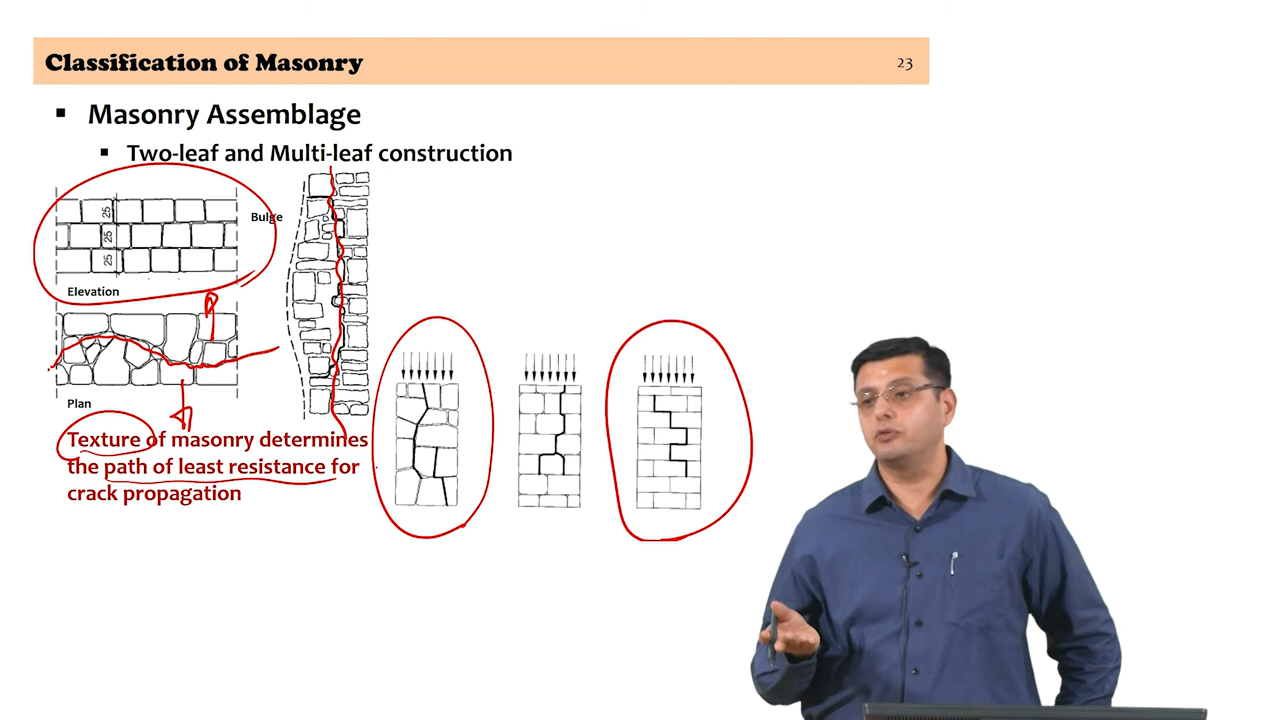 Classification of Masonry
23
Masonry Assemblage
Two-leaf and Multi-leaf construction
25
25
25
Bulge
Elevation
Plan
Texture of masonry determines
the path of least resistance for
crack propagation